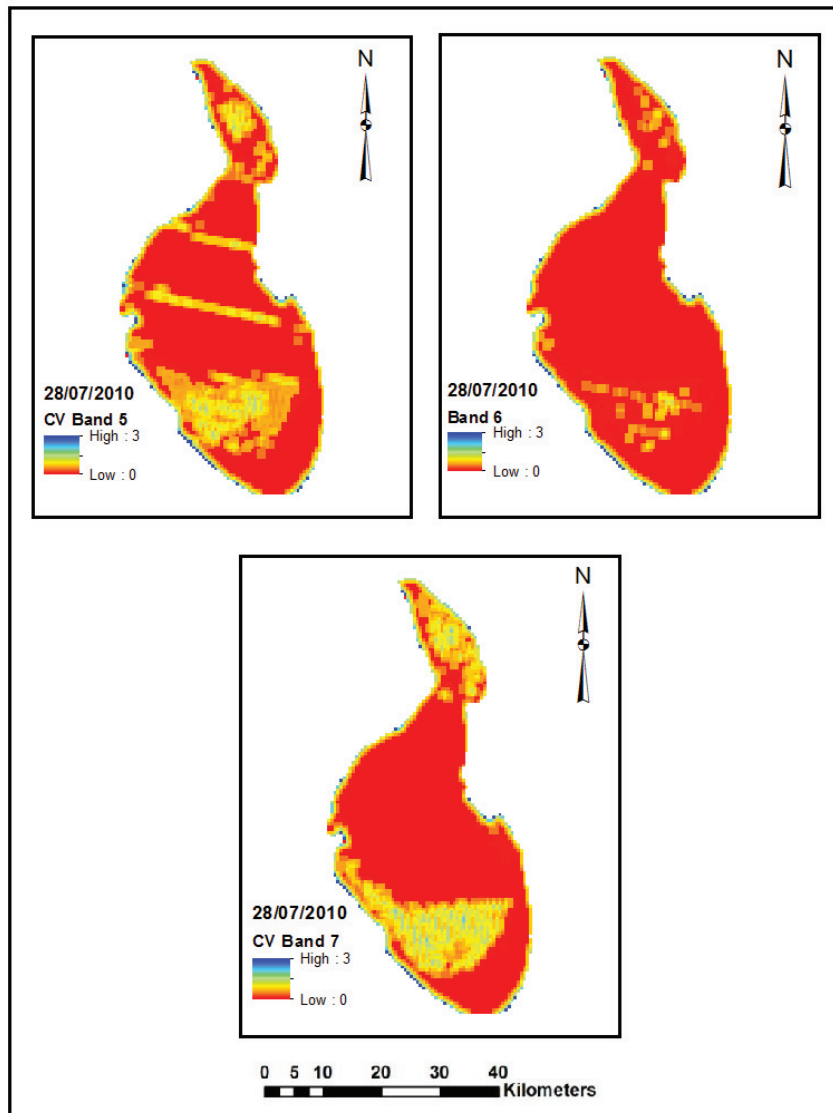 N
28/07/2010
CV Band 5
High : 3
Low : 0
N
28/07/2010
Band 6
High : 3
Low : 0
N
28/07/2010
CV Band 7
High : 3
Low : 0
0 5 10 20 30 40
Kilometers